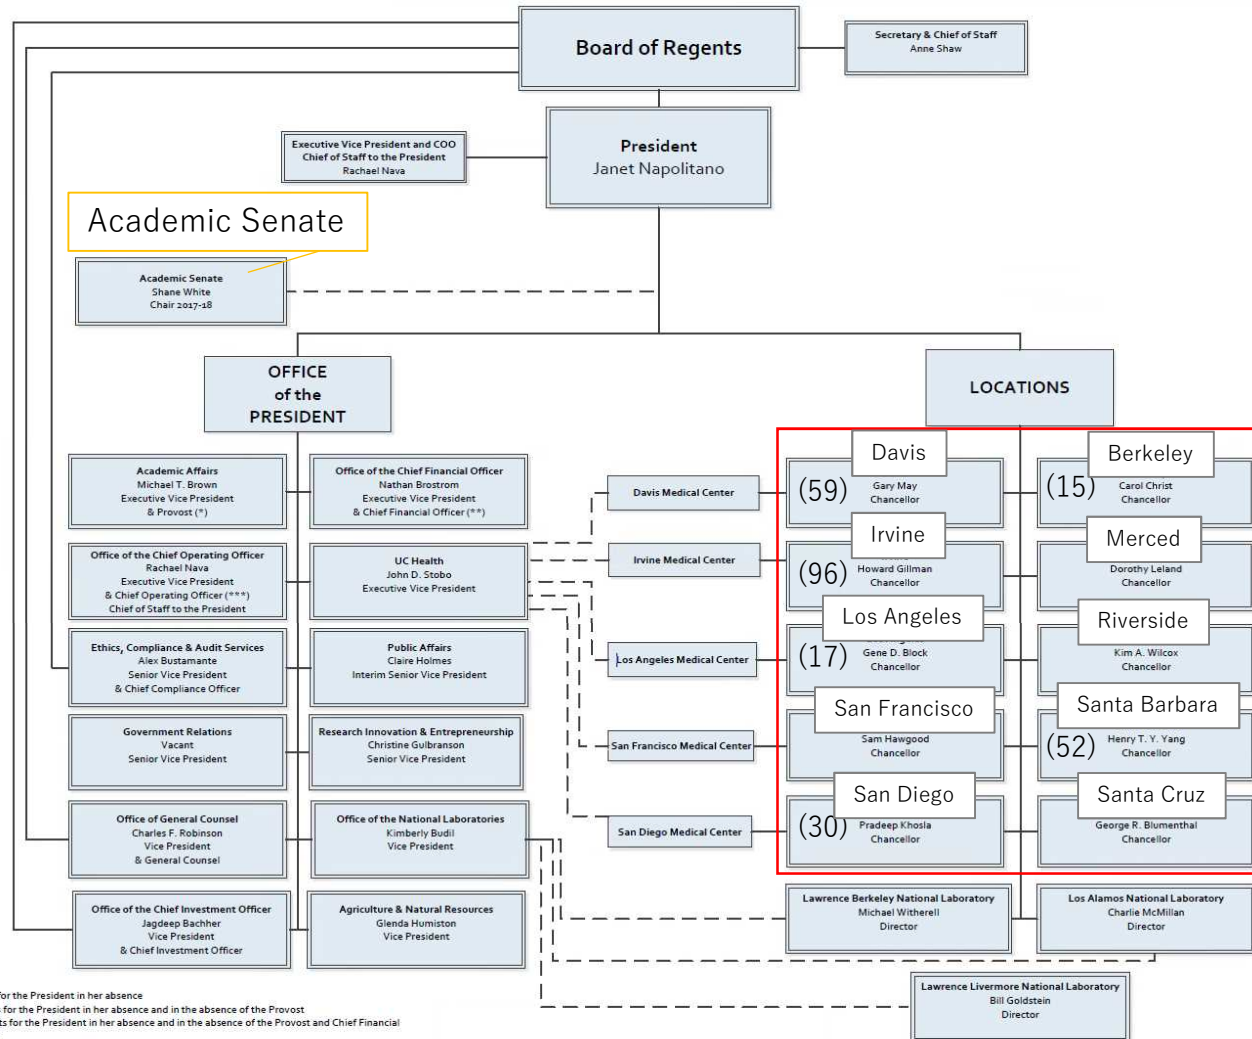 Board of Regents
Secretary & Chief of Staff
Anne Shaw
Executive Vice President and COO
Chief of Staff to the President
Rachael Nava
President
Janet Napolitano
Academic Senate
Academic Senate
Shane White
Chair 2017-18
OFFICE
of the
PRESIDENT
LOCATIONS
Academic Affairs
Michael T. Brown
Executive Vice President
& Provost (*)
Office of the Chief Financial Officer
Nathan Brostrom
Executive Vice President
& Chief Financial Officer (**)
Office of the Chief Operating Officer
Rachael Nava
Executive Vice President
& Chief Operating Officer (***)
Chief of Staff to the President
UC Health
John D. Stobo
Executive Vice President
Ethics, Compliance & Audit Services
Alex Bustamante
Senior Vice President
& Chief Compliance Officer
Public Affairs
Claire Holmes
Interim Senior Vice President
Government Relations
Vacant
Senior Vice President
Research Innovation & Entrepreneurship
Christine Gulbranson
Senior Vice President
Office of General Counsel
Charles F. Robinson
Vice President
& General Counsel
Office of the National Laboratories
Kimberly Budil
Vice President
Office of the Chief Investment Officer
Jagdeep Bachher
Vice President
& Chief Investment Officer
Agriculture & Natural Resources
Glenda Humiston
Vice President
Davis Medical Center
Irvine Medical Center
Los Angeles Medical Center
San Francisco Medical Center
San Diego Medical Center
Davis
(59)
Gary May
Chancellor
Berkeley
(15)
Carol Christ
Chancellor
Irvine
(96)
Howard Gillman
Chancellor
Merced
Dorothy Leland
Chancellor
Los Angeles
(17)
Gene D. Block
Chancellor
Riverside
Kim A. Wilcox
Chancellor
San Francisco
Sam Hawgood
Chancellor
Santa Barbara
(52)
Henry T. Y. Yang
Chancellor
San Diego
(30)
Pradeep Khosla
Chancellor
Santa Cruz
George R. Blumenthal
Chancellor
Lawrence Berkeley National Laboratory
Michael Witherell
Director
Los Alamos National Laboratory
Charlie McMillan
Director
Lawrence Livermore National Laboratory
Bill Goldstein
Director
for the President in her absence
for the President in her absence and in the absence of the Provost
for the President in her absence and in the absence of the Provost and Chief Financial